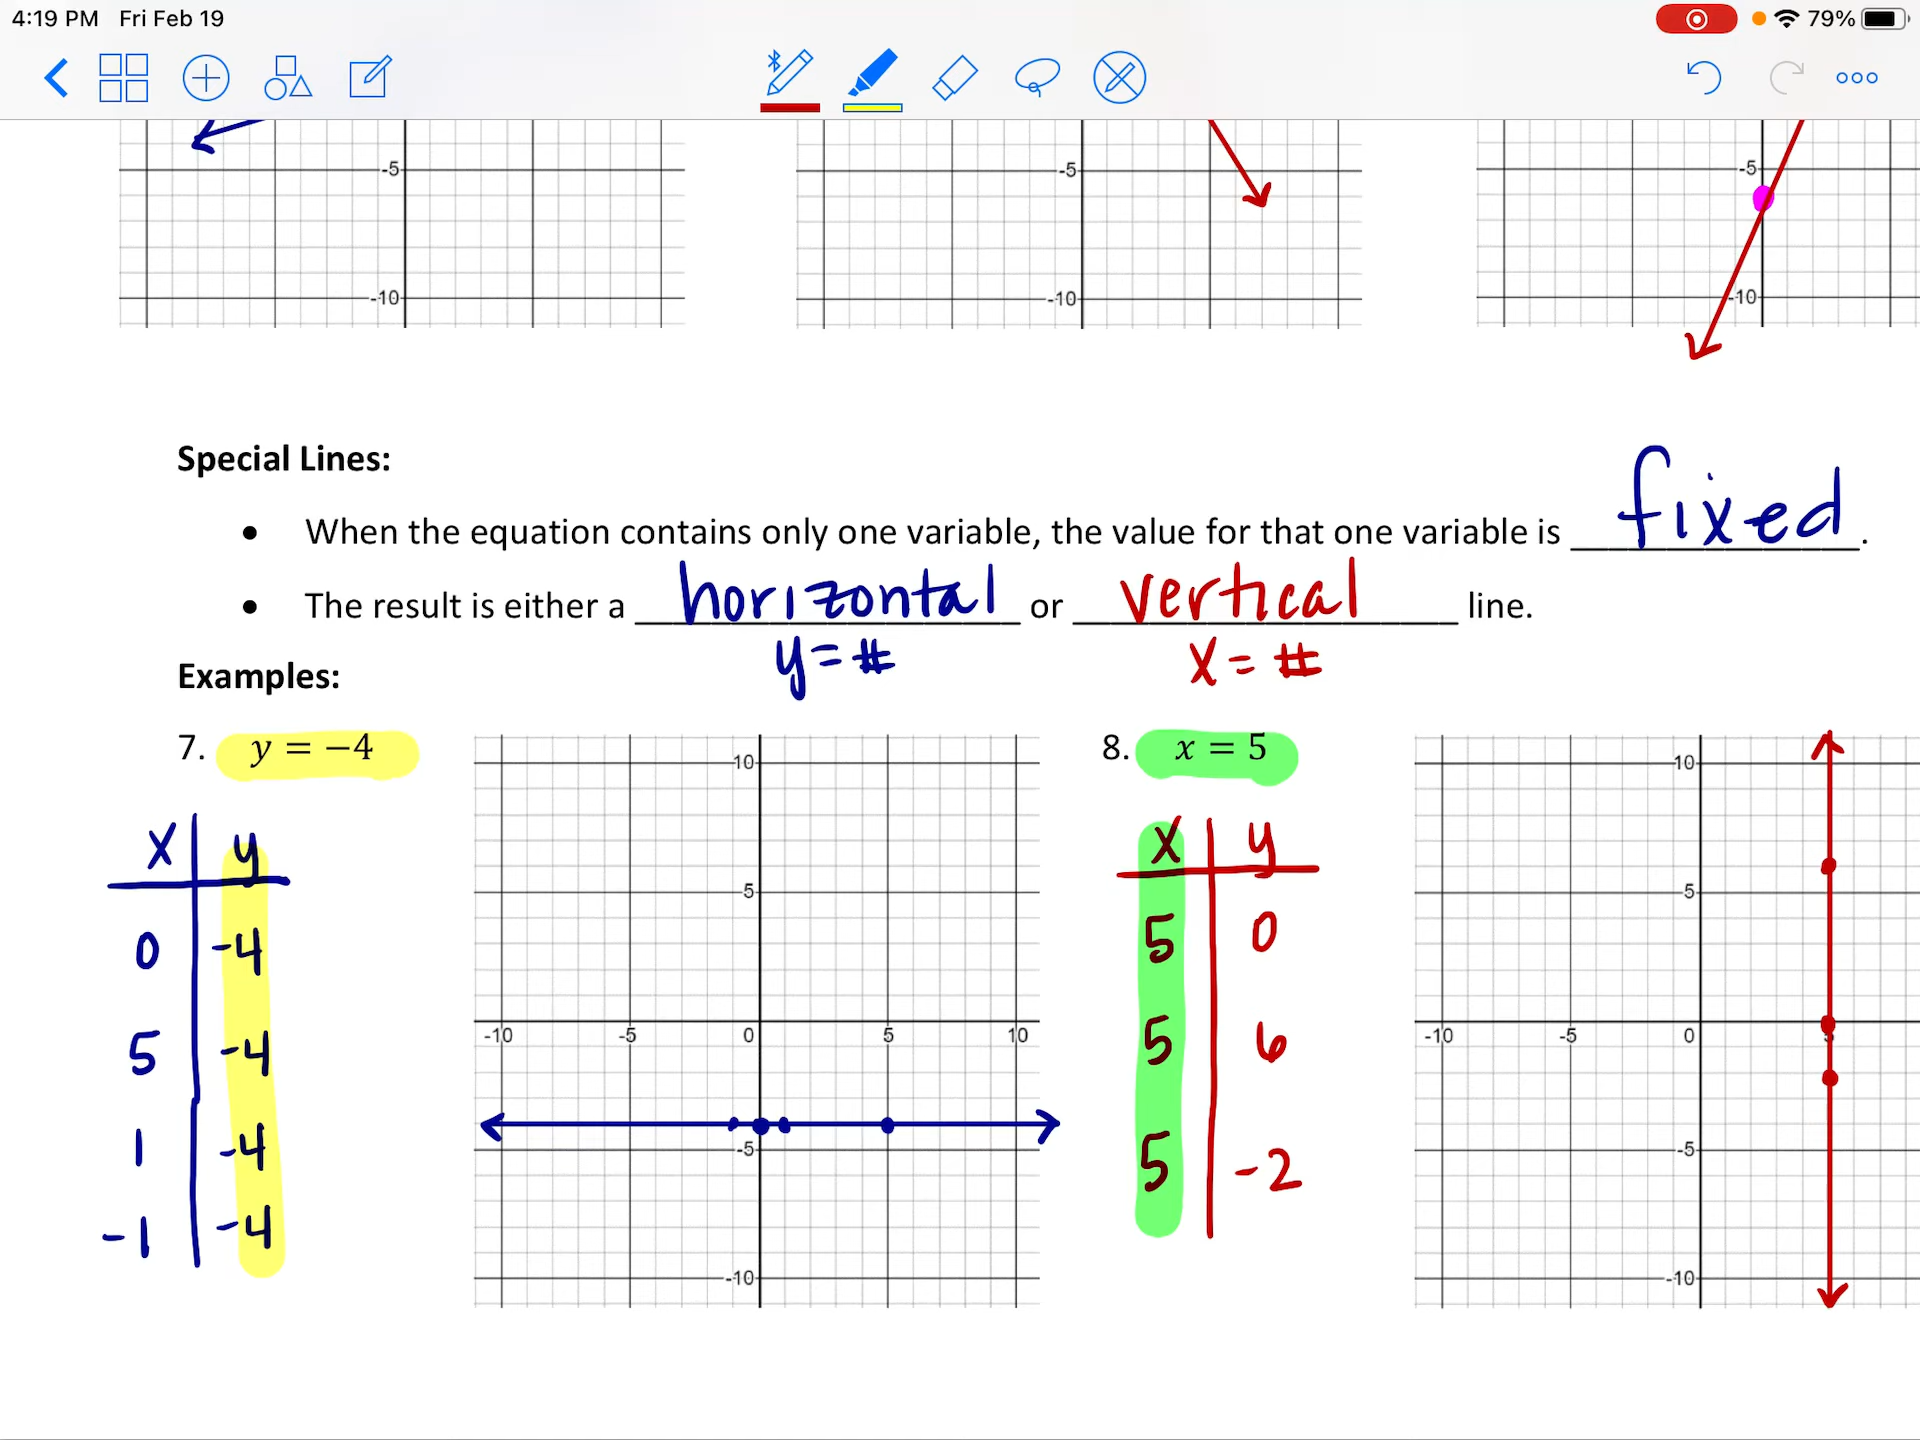 4:19 PM Fri Feb 19 79%
-5 -5 -5
-10 -10 -10
Special Lines:
• When the equation contains only one variable, the value for that one variable is fixed.
• The result is either a horizontal or vertical line.
y=# x=#
Examples:
7. y = −4 8. x = 5
10 10
x y x y
5 5
0 -4 5 0
-10 -5 0 5 10 -10 -5 0 5
5 -4 5 6
1 -4 5 -2
-5 -5
-1 -4
-10 -10